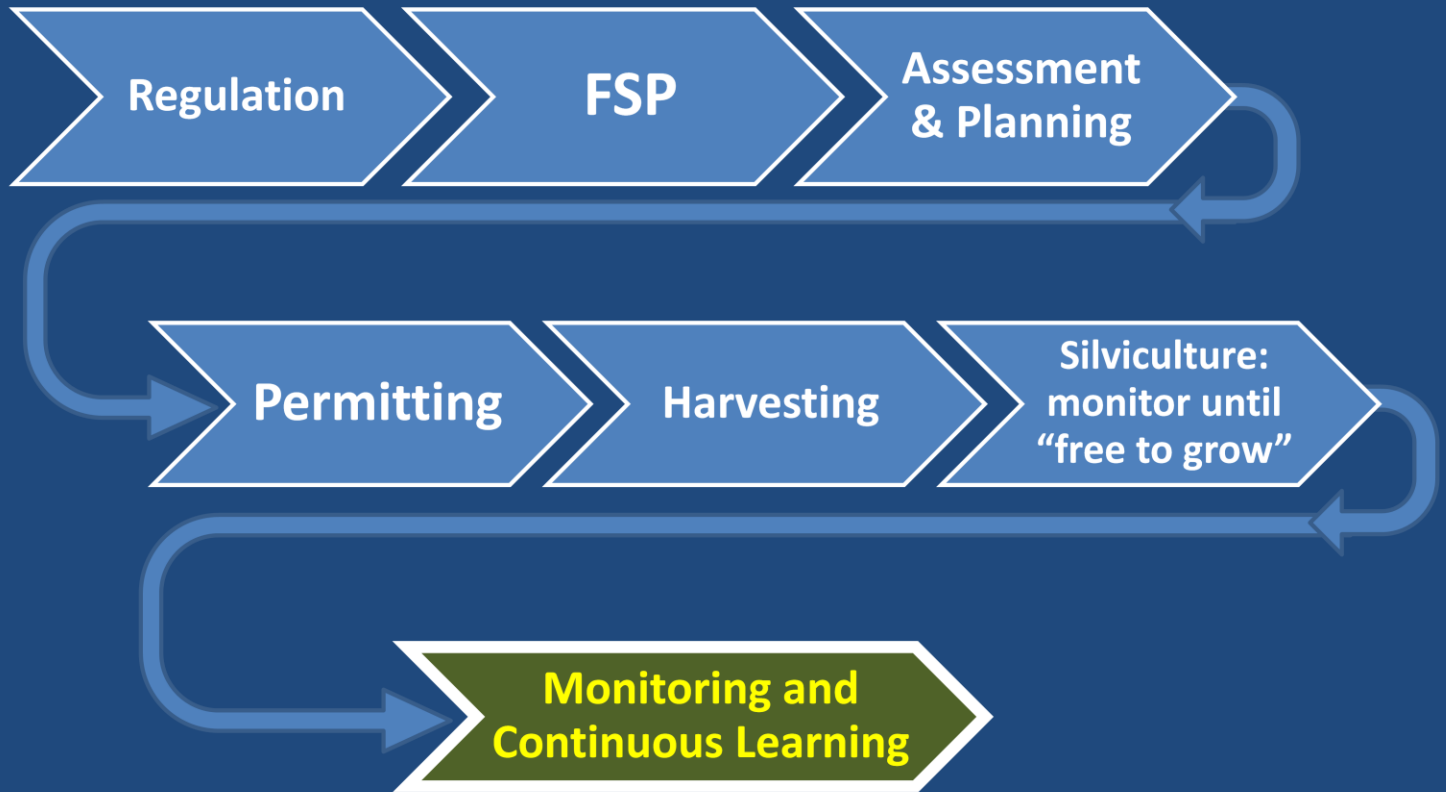 Regulation
FSP
Assessment
& Planning
Permitting
Harvesting
Silviculture:
monitor until
“free to grow”
Monitoring and
Continuous Learning